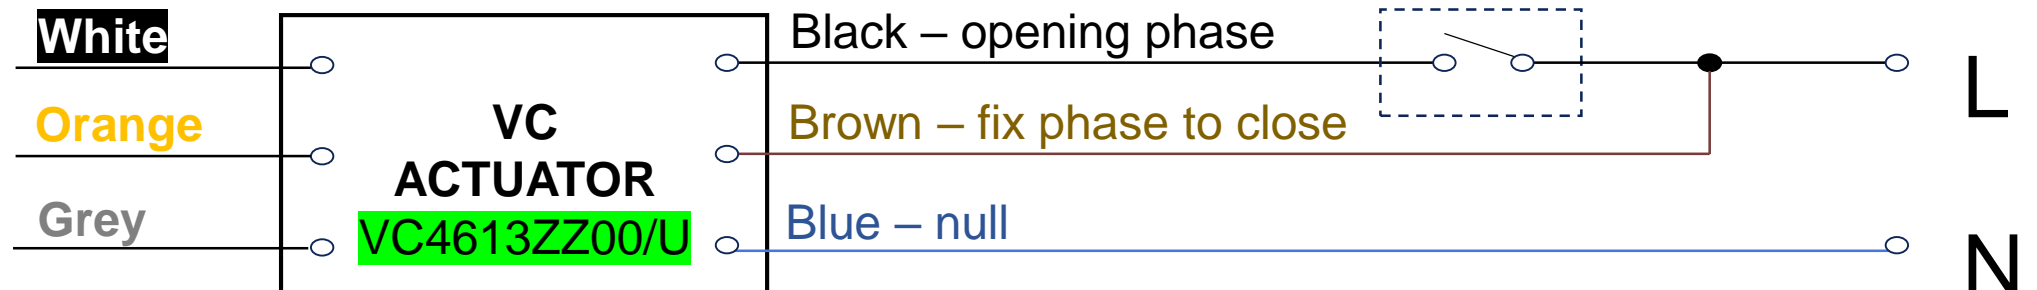 White
Orange
Grey
VC
ACTUATOR
VC4613ZZ00/U
Black – opening phase
Brown – fix phase to close
Blue – null
L
N